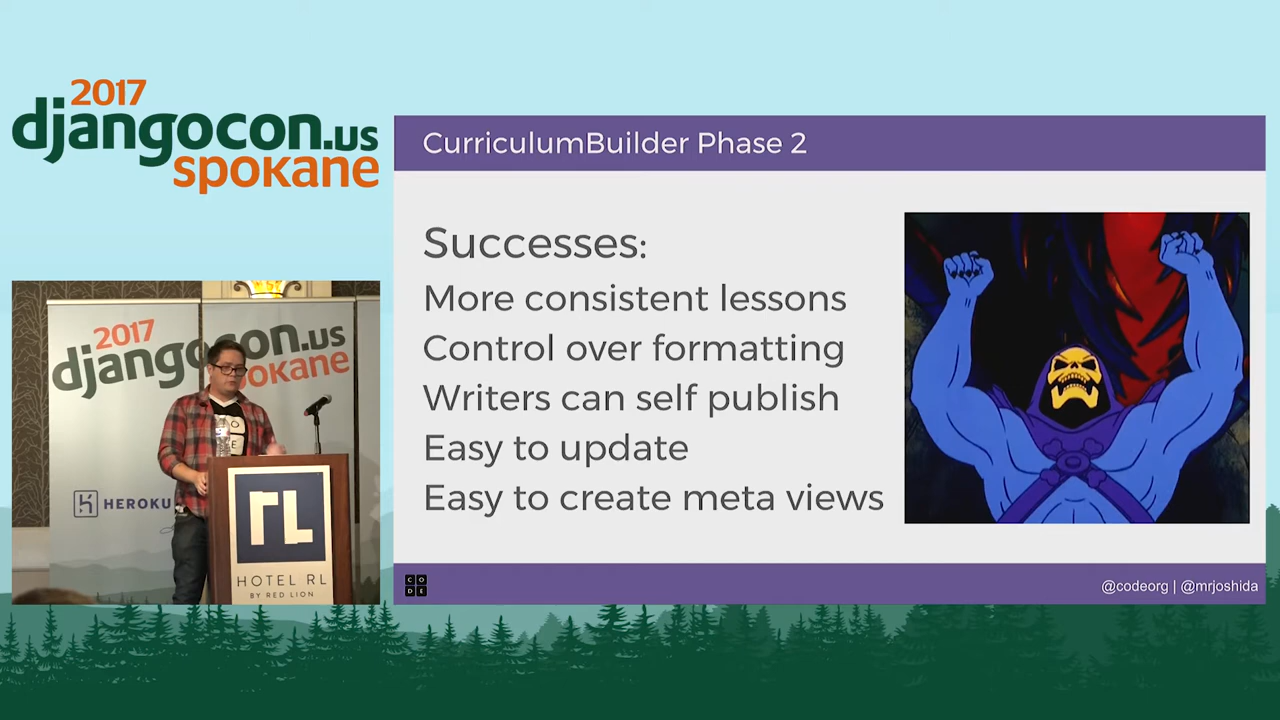 2017
djangocon.us
spokane
CurriculumBuilder Phase 2
Successes:
More consistent lessons
Control over formatting
Writers can self publish
Easy to update
Easy to create meta views
CODE
@codeorg | @mrjoshida
2017
djangocon.us
spokane
HEROKU
RL
HOTEL RL
BY RED LION